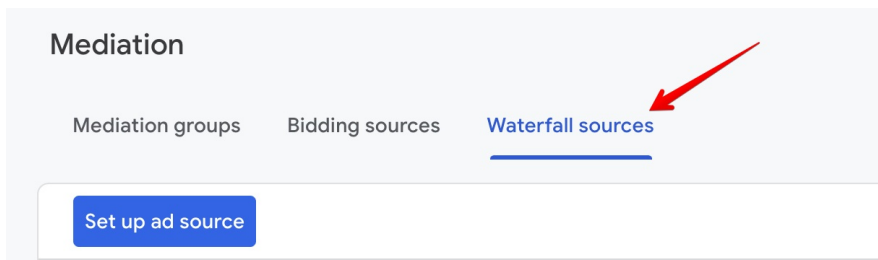 Mediation
Mediation groups Bidding sources Waterfall sources
Set up ad source